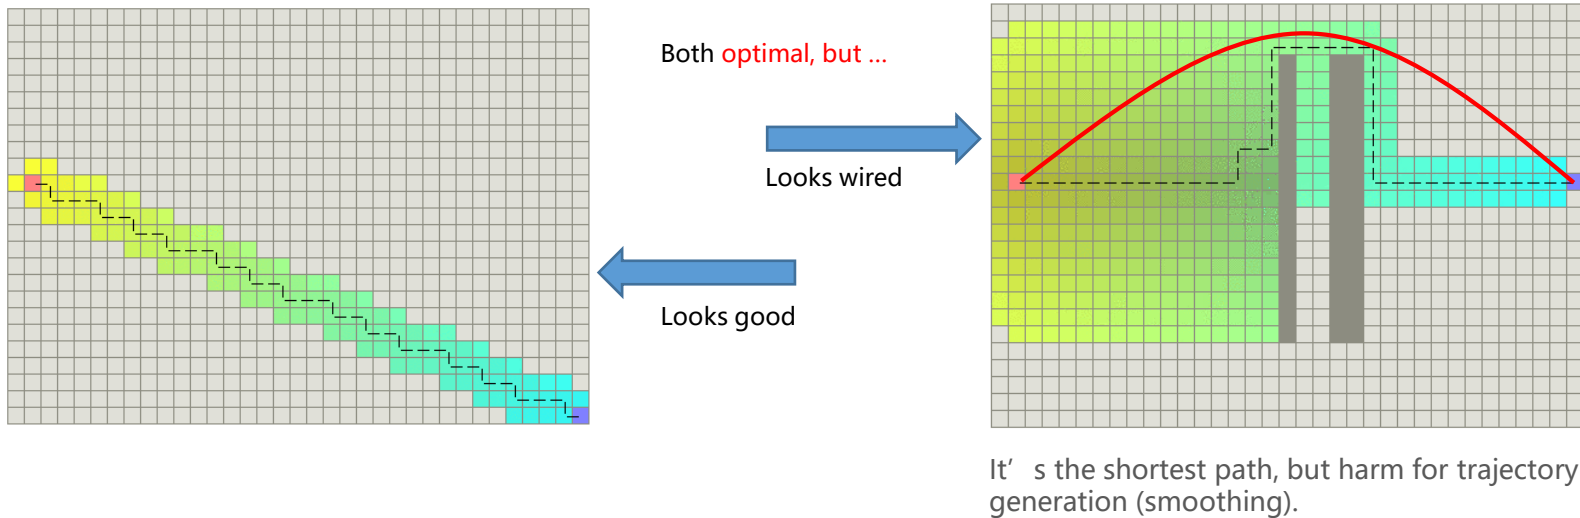 Both optimal, but ...
Looks wired
Looks good
It’ s the shortest path, but harm for trajectory
generation (smoothing).